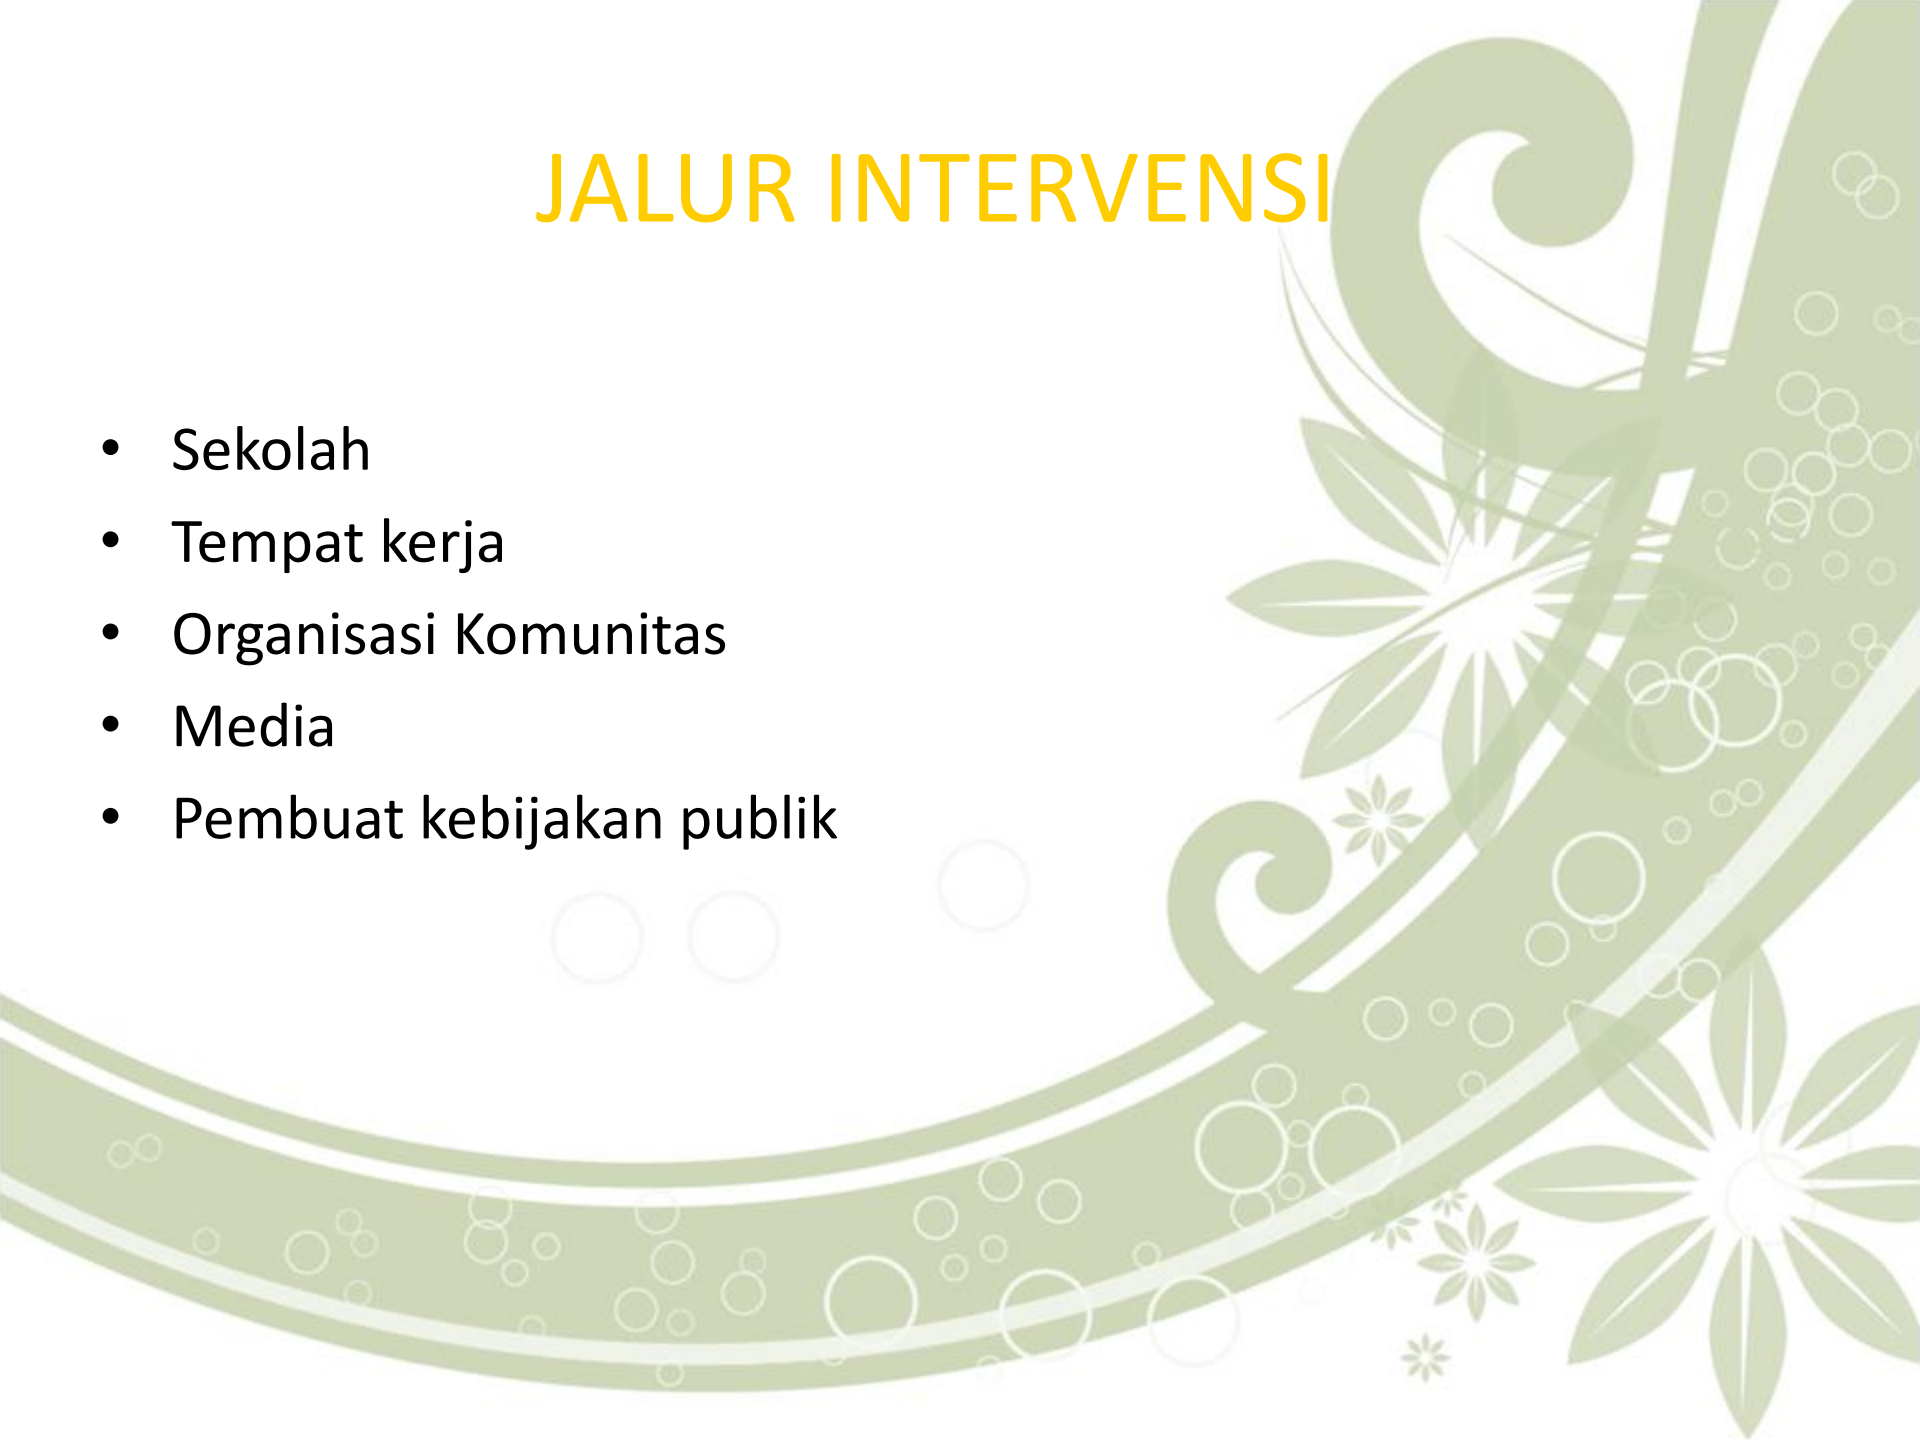 JALUR INTERVENSI
• Sekolah
• Tempat kerja
• Organisasi Komunitas
• Media
• Pembuat kebijakan publik